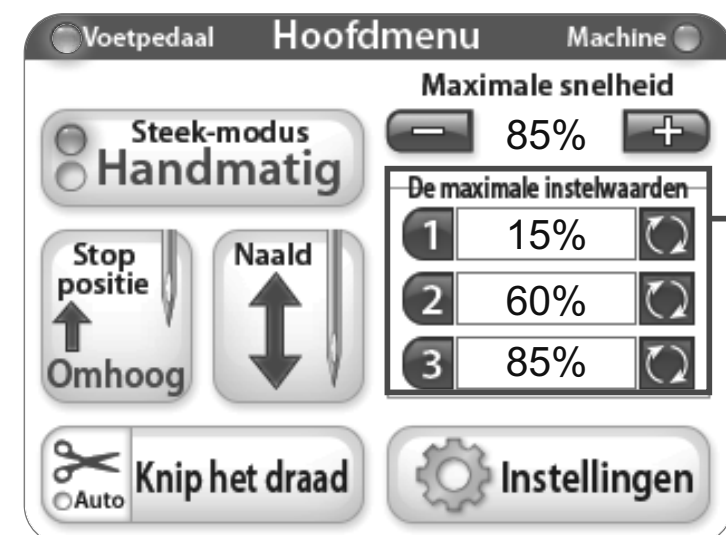 Voetpedaal Hoofdmenu Machine
Maximale snelheid
85%
Steek-modus
Handmatig
De maximale instelwaarden
1 15%
2 60%
3 85%
Stop
positie
Omhoog
Naald
Auto
Knip het draad
Instellingen